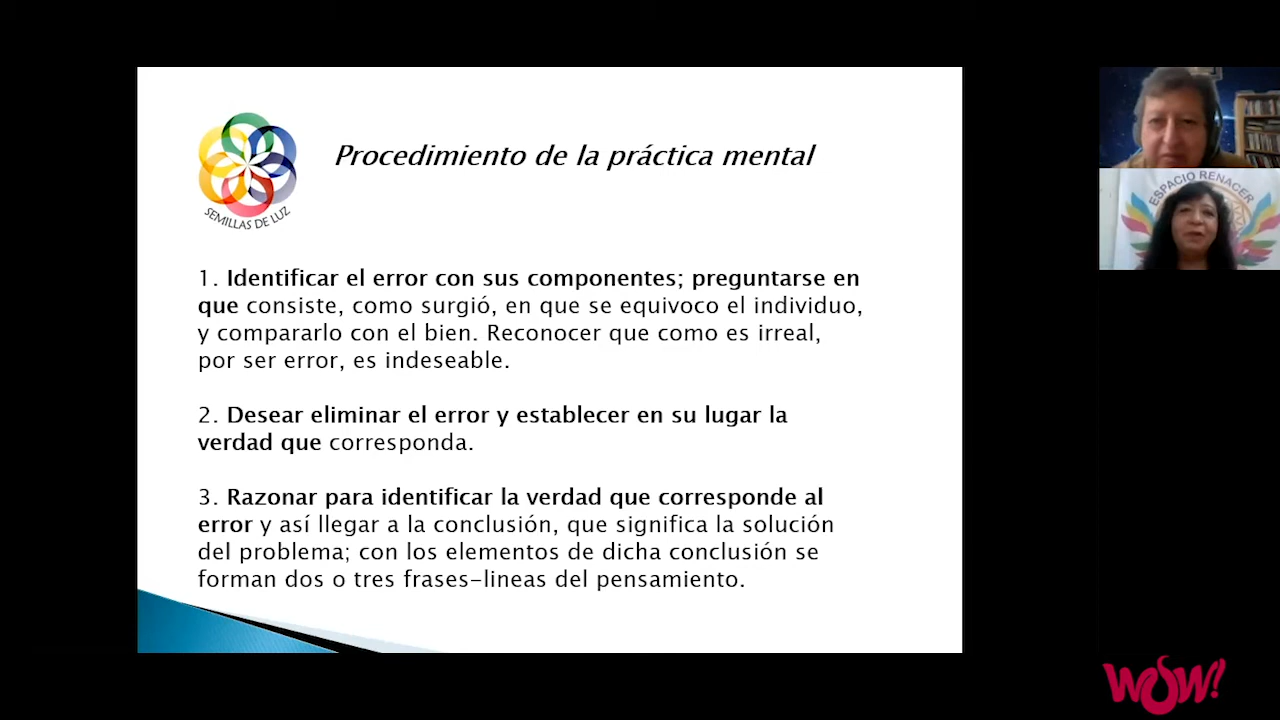 Procedimiento de la práctica mental
SEMILLAS DE LUZ
1. Identificar el error con sus componentes; preguntarse en
que consiste, como surgió, en que se equivoco el individuo,
y compararlo con el bien. Reconocer que como es irreal,
por ser error, es indeseable.
2. Desear eliminar el error y establecer en su lugar la
verdad que corresponda.
3. Razonar para identificar la verdad que corresponde al
error y así llegar a la conclusión, que significa la solución
del problema; con los elementos de dicha conclusión se
forman dos o tres frases-lineas del pensamiento.
ESPACIO RENACER
WOW!